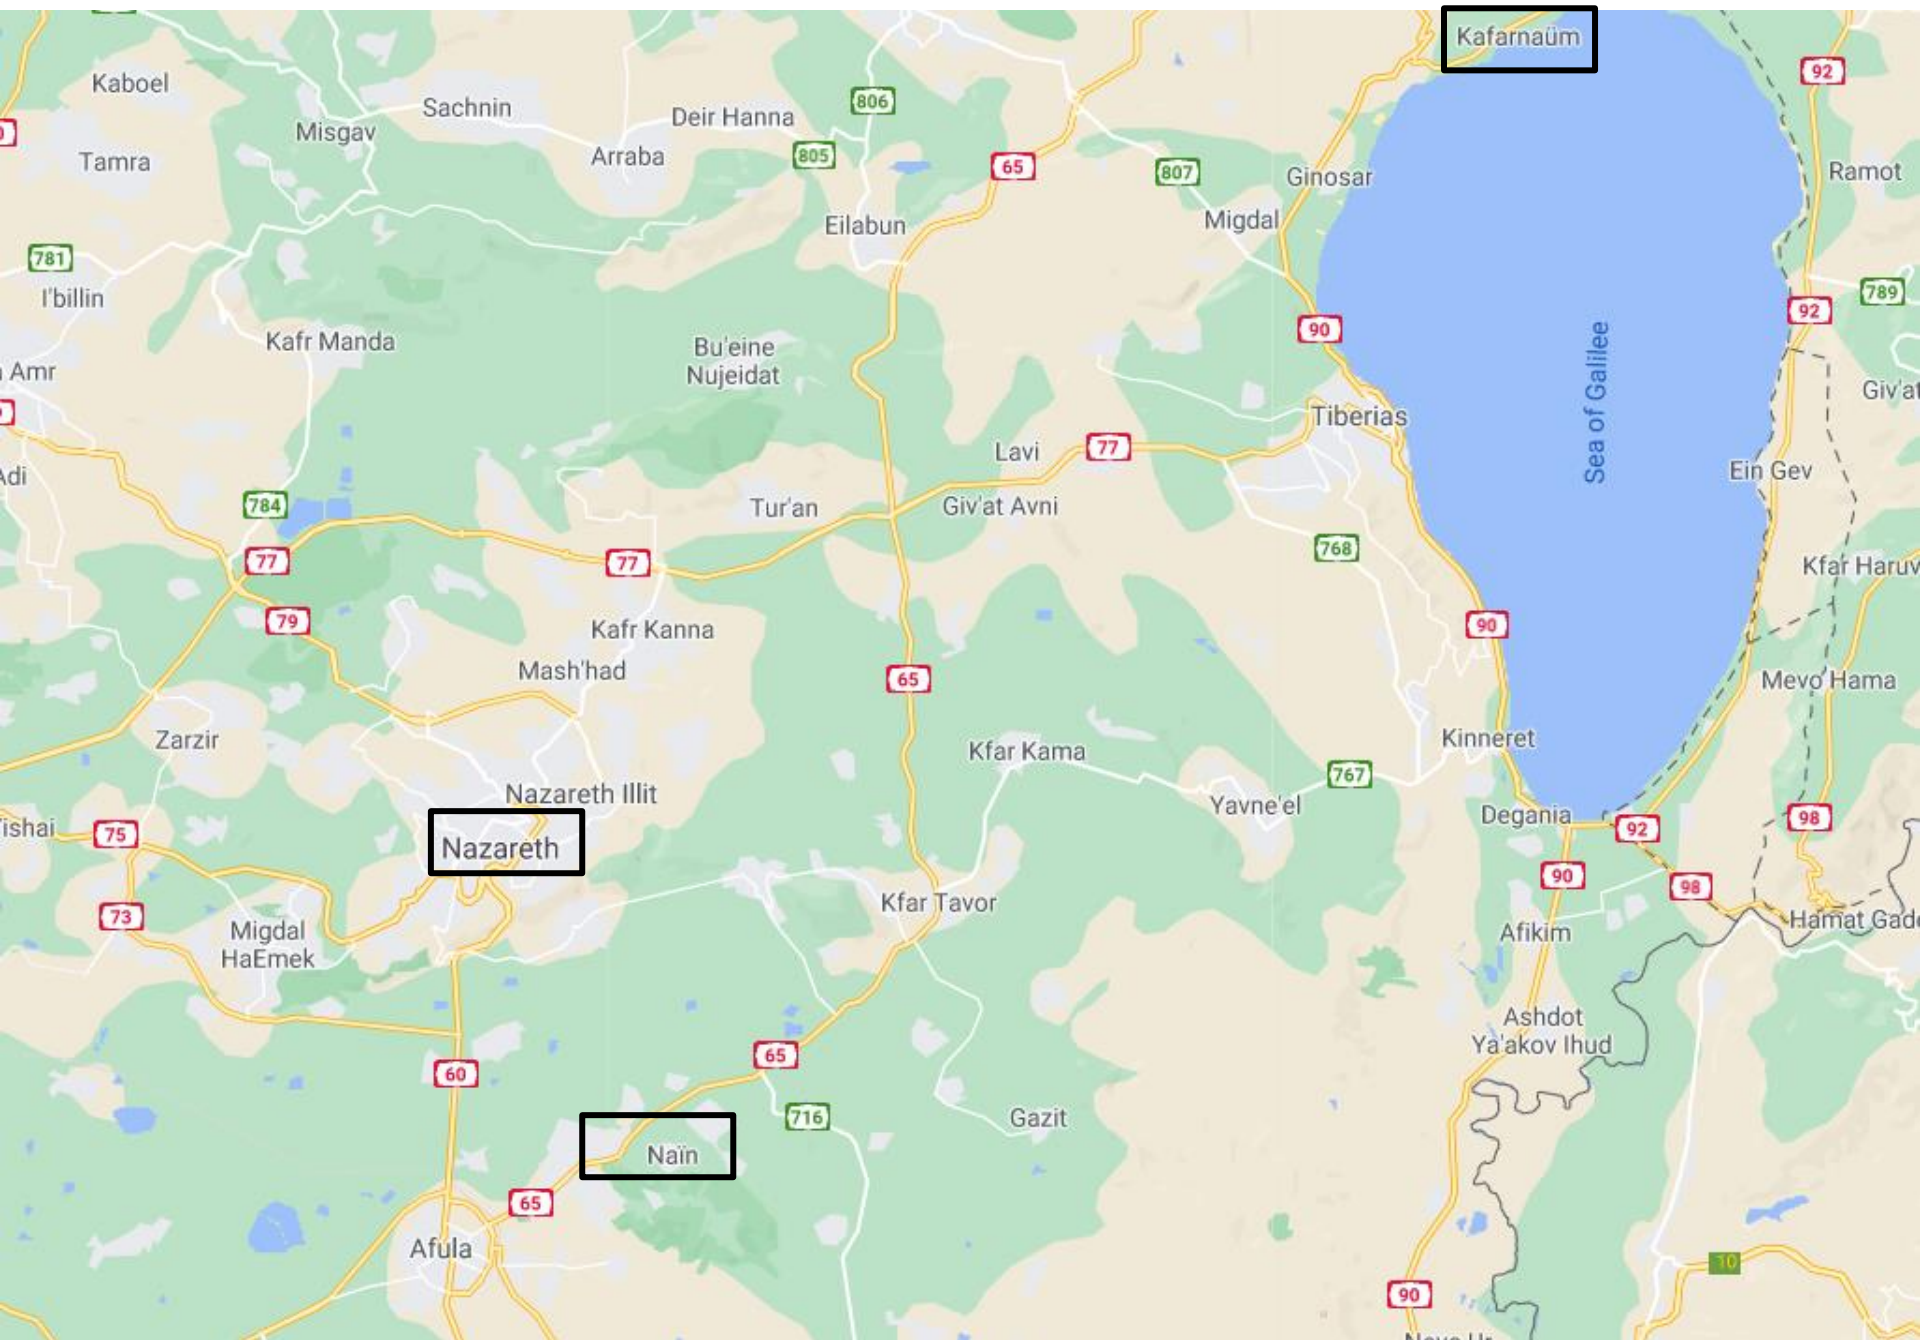 Kafarnaüm
92
Kaboel
Sachnin
806
Deir Hanna
Misgav
Arraba
805
65
807
Tamra
Ginosar
Ramot
Migdal
Eilabun
781
I'billin
789
92
90
Kafr Manda
Bu'eine
Nujeidat
Sea of Galilee
Amr
Giv'at
Tiberias
Lavi
77
Adi
Ein Gev
784
Tur'an
Giv'at Avni
768
77
77
Kfar Haruv
79
Kafr Kanna
90
Mash'had
65
Mevo Hama
Zarzir
Kfar Kama
Kinneret
767
Nazareth Illit
Yavne'el
Degania
98
ishai
75
92
Nazareth
90
98
Kfar Tavor
73
Migdal
HaEmek
Afikim
Hamat Gade
Ashdot
Ya'akov Ihud
65
60
716
Gazit
Naïn
65
Afula
10
90